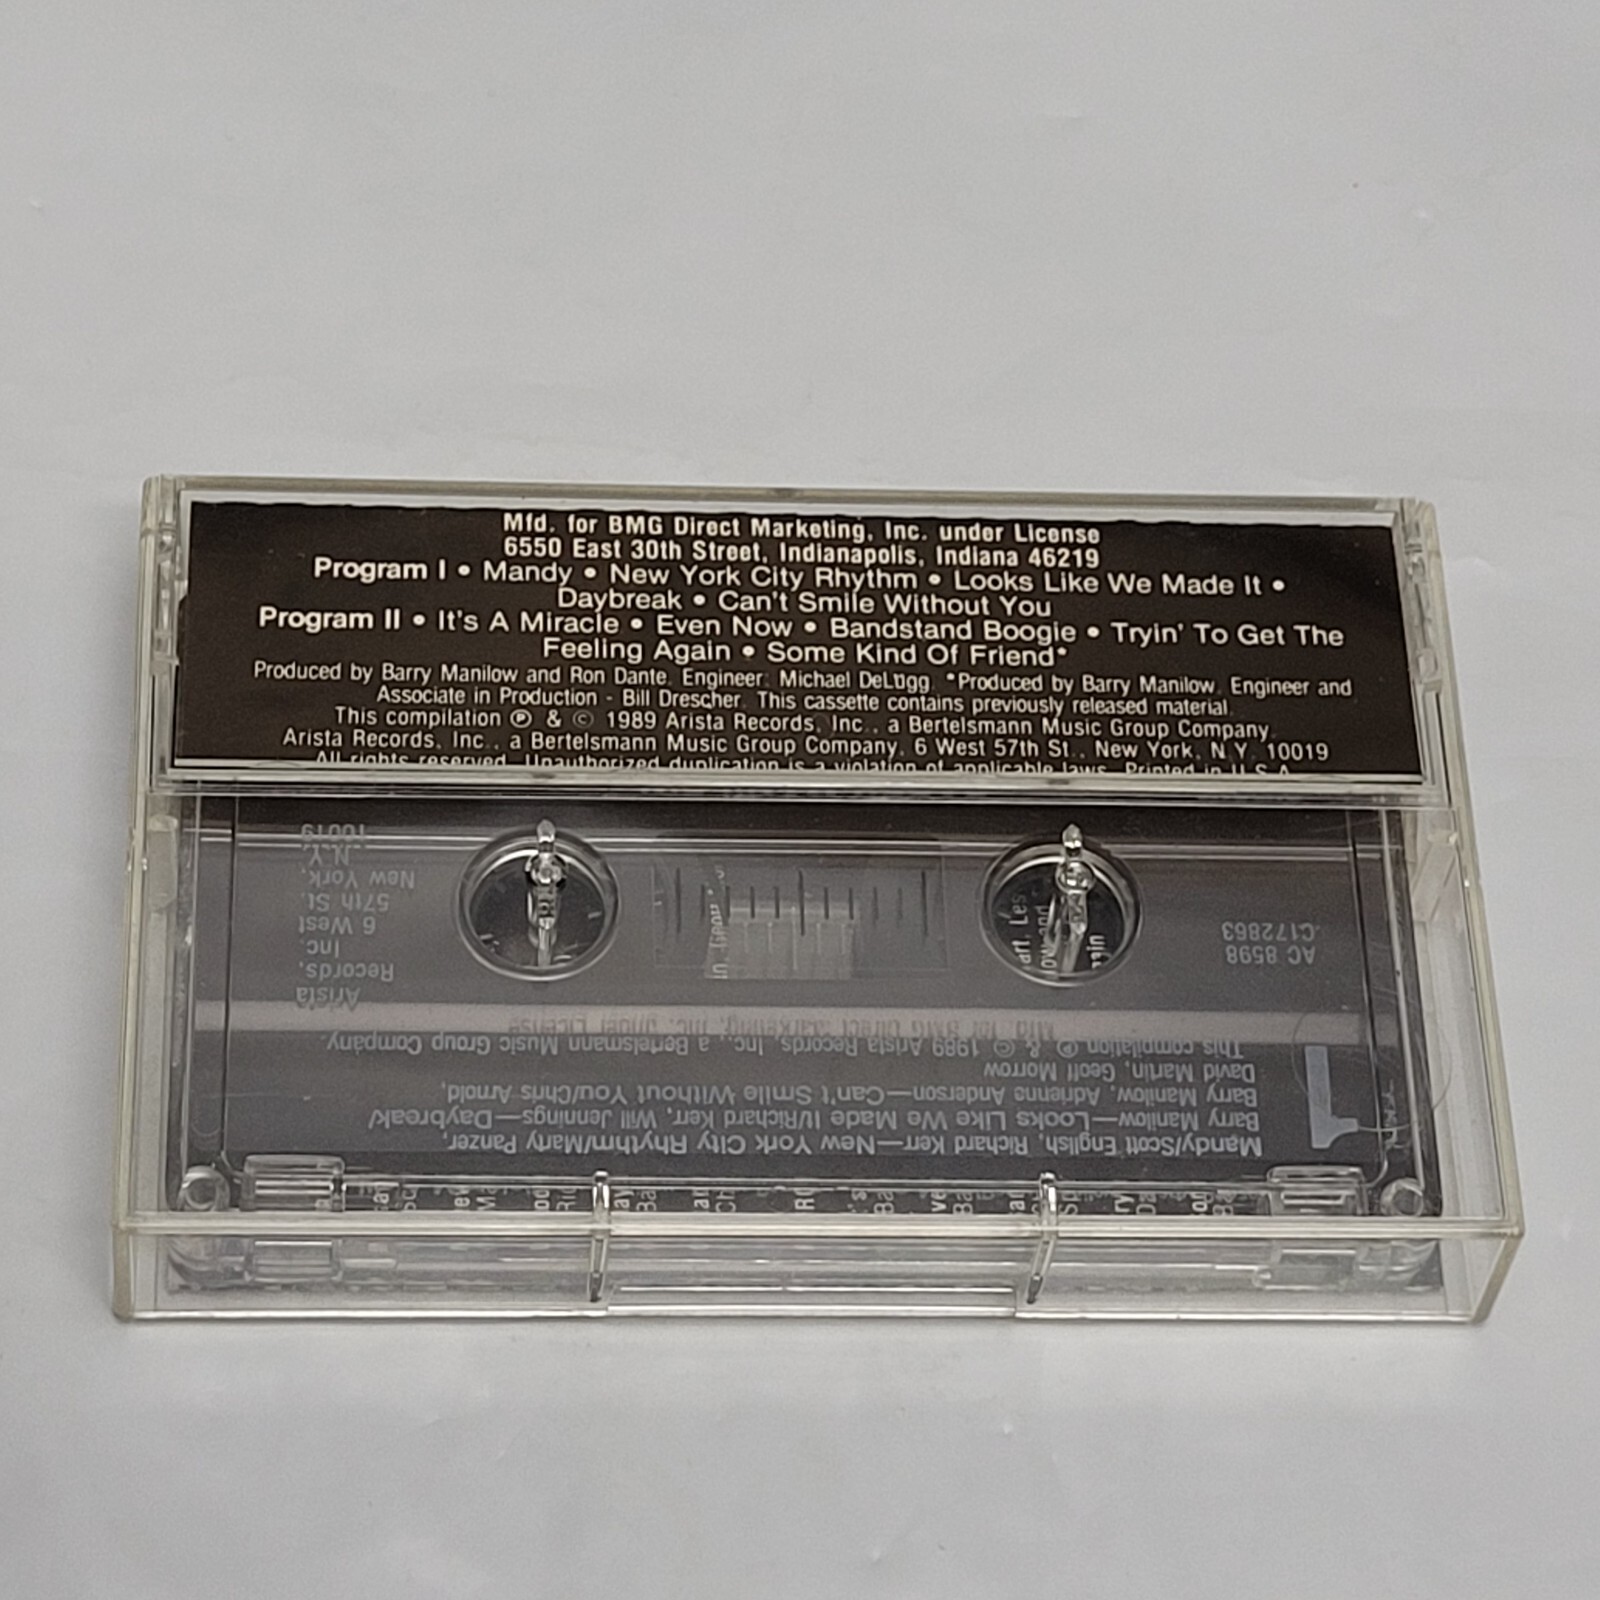 Mfd. for BMG Direct Marketing, Inc. under License
6550 East 30th Street, Indianapolis, Indiana 46219
Program I • Mandy • New York City Rhythm • Looks Like We Made It •
Daybreak • Can't Smile Without You
Program II • It's A Miracle • Even Now • Bandstand Boogie • Tryin' To Get The
Feeling Again • Some Kind Of Friend*
Produced by Barry Manilow and Ron Dante. Engineer: Michael DeLugg. *Produced by Barry Manilow. Engineer and
Associate in Production - Bill Drescher. This cassette contains previously released material.
This compilation ℗ & © 1989 Arista Records, Inc., a Bertelsmann Music Group Company.
Arista Records, Inc., a Bertelsmann Music Group Company, 6 West 57th St., New York, N.Y. 10019
All rights reserved. Unauthorized duplication is a violation of applicable laws. Printed in U.S.A.
1
Mandy/Scott English, Richard Kerr—New York City Rhythm/Marty Panzer,
Barry Manilow—Looks Like We Made It/Richard Kerr, Will Jennings—Daybreak/
Barry Manilow, Adrienne Anderson—Can't Smile Without You/Chris Arnold,
David Martin, Geoff Morrow
This compilation ℗ & © 1989 Arista Records, Inc., a Bertelsmann Music Group Company.
Mfd for BMG Direct Marketing, Inc. under License
AC 8598
C172863
Arista
Records,
Inc.
6 West
57th St.
New York,
N.Y.
10019